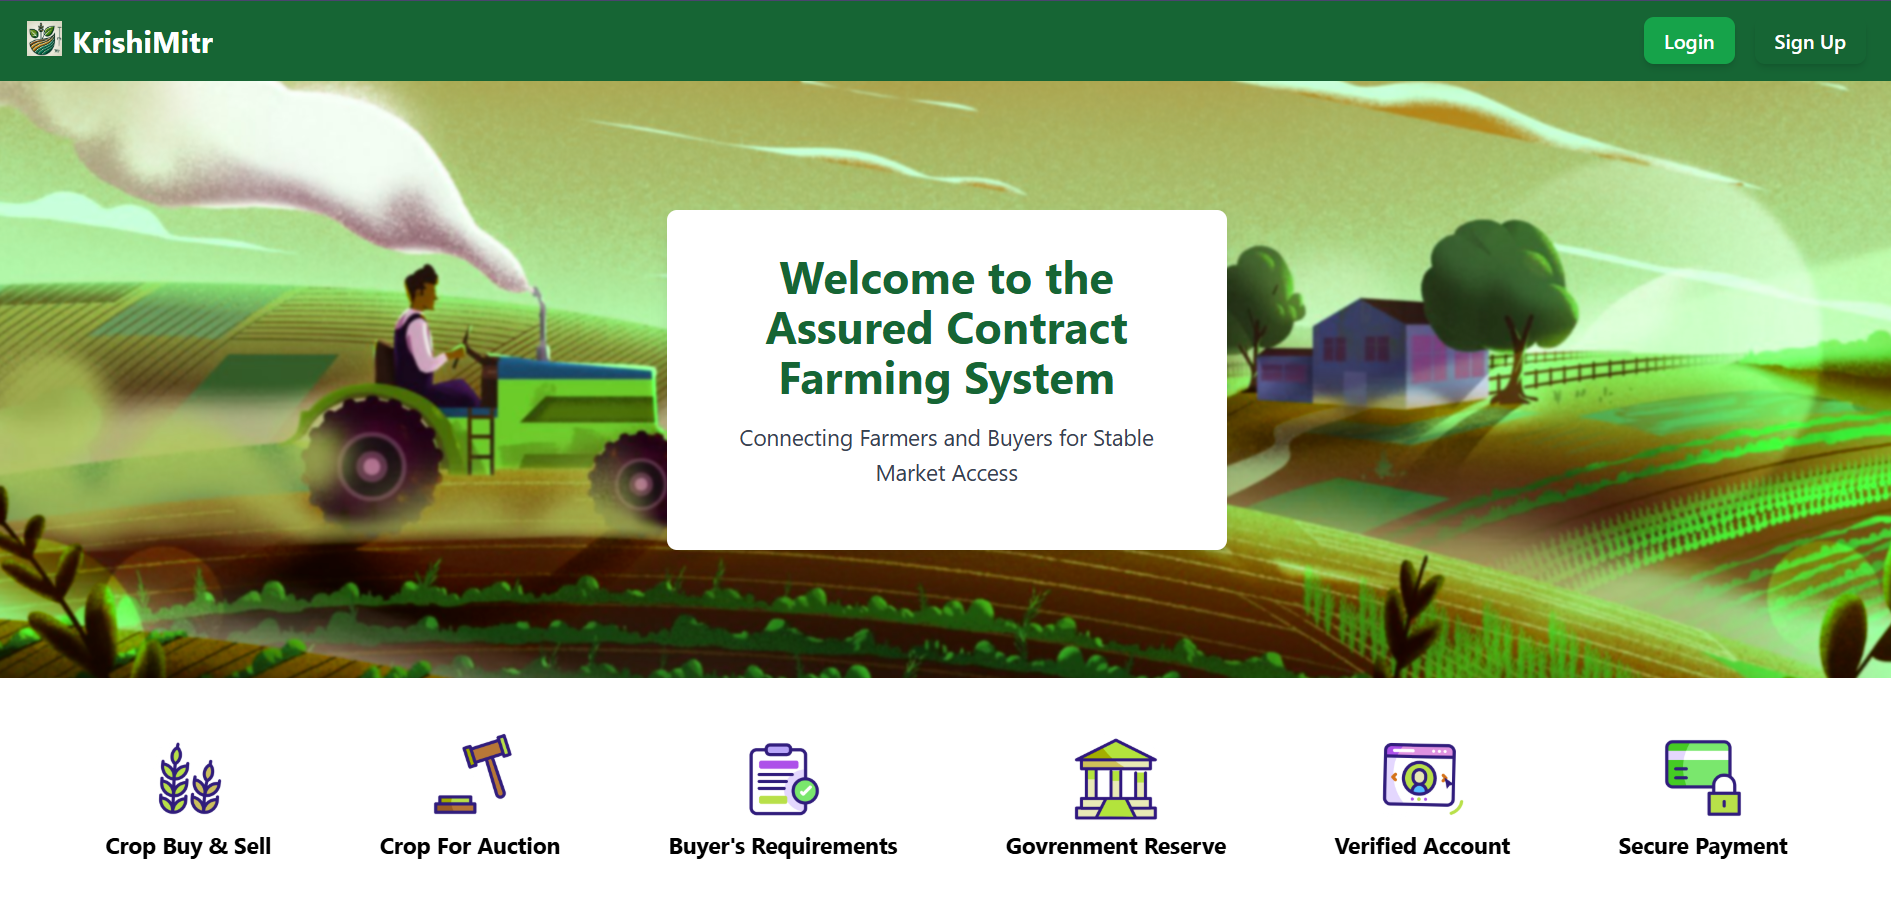 KrishiMitr
Login
Sign Up
Welcome to the
Assured Contract
Farming System
Connecting Farmers and Buyers for Stable
Market Access
Crop Buy & Sell
Crop For Auction
Buyer's Requirements
Govrenment Reserve
Verified Account
Secure Payment